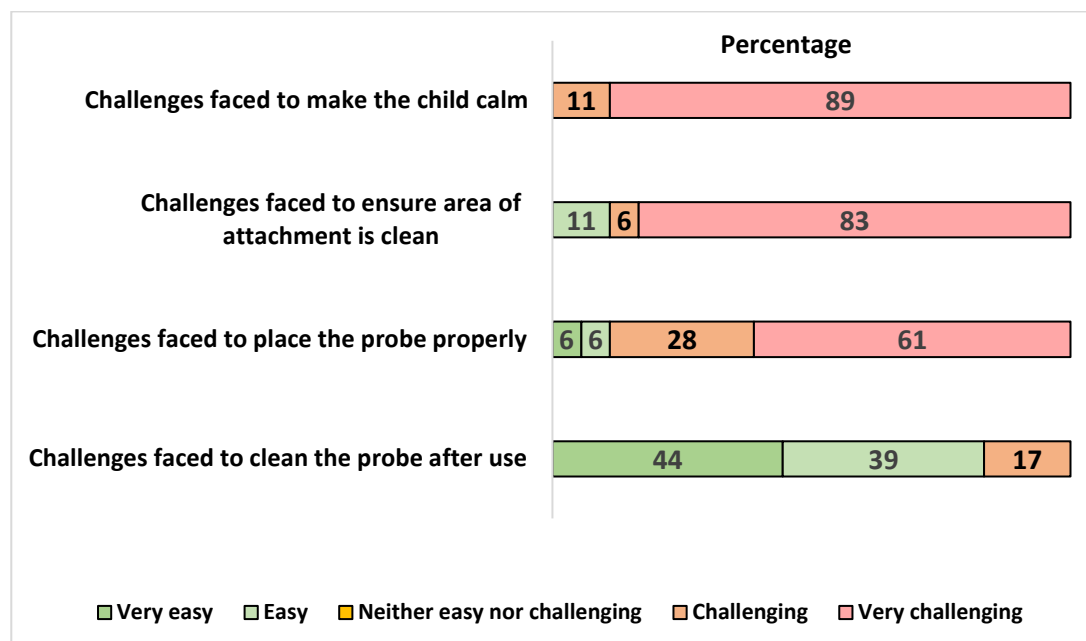 Percentage
Challenges faced to make the child calm
11 89
Challenges faced to ensure area of
attachment is clean
11 6 83
Challenges faced to place the probe properly
6 6 28 61
Challenges faced to clean the probe after use
44 39 17
Very easy Easy Neither easy nor challenging Challenging Very challenging